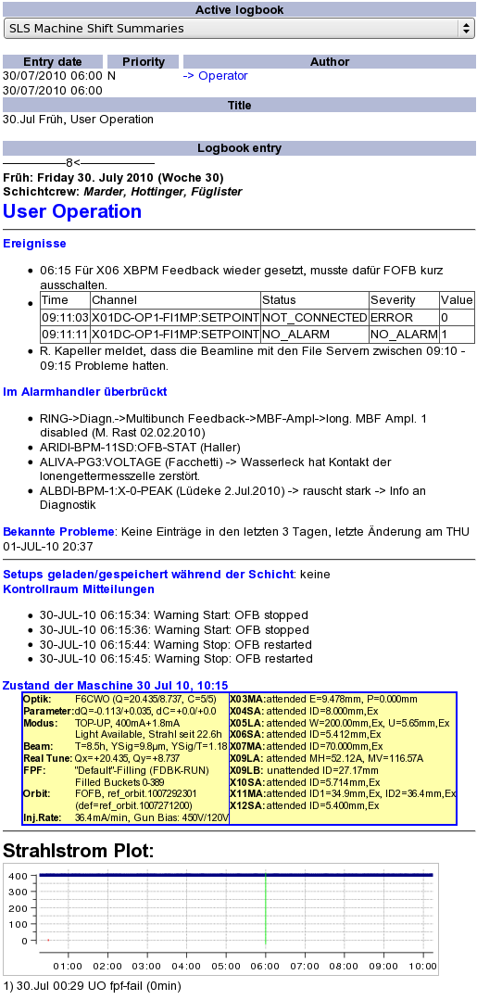 Active logbook
SLS Machine Shift Summaries
Entry date Priority Author
30/07/2010 06:00 N -> Operator
30/07/2010 06:00
Title
30.Jul Früh, User Operation
Logbook entry
——————8<———————
Früh: Friday 30. July 2010 (Woche 30)
Schichtcrew: Marder, Hottinger, Füglister
User Operation
Ereignisse
• 06:15 Für X06 XBPM Feedback wieder gesetzt, musste dafür FOFB kurz
ausschalten.
• Time Channel Status Severity Value
09:11:03 X01DC-OP1-FI1MP:SETPOINT NOT_CONNECTED ERROR 0
09:11:11 X01DC-OP1-FI1MP:SETPOINT NO_ALARM NO_ALARM 1
• R. Kapeller meldet, dass die Beamline mit den File Servern zwischen 09:10 -
09:15 Probleme hatten.
Im Alarmhandler überbrückt
• RING->Diagn.->Multibunch Feedback->MBF-Ampl->long. MBF Ampl. 1
disabled (M. Rast 02.02.2010)
• ARIDI-BPM-11SD:OFB-STAT (Haller)
• ALIVA-PG3:VOLTAGE (Facchetti) -> Wasserleck hat Kontakt der
Ionengettermesszelle zerstört.
• ALBDI-BPM-1:X-0-PEAK (Lüdeke 2.Jul.2010) -> rauscht stark -> Info an
Diagnostik
Bekannte Probleme: Keine Einträge in den letzten 3 Tagen, letzte Änderung am THU
01-JUL-10 20:37
Setups geladen/gespeichert während der Schicht: keine
Kontrollraum Mitteilungen
• 30-JUL-10 06:15:34: Warning Start: OFB stopped
• 30-JUL-10 06:15:36: Warning Start: OFB stopped
• 30-JUL-10 06:15:44: Warning Stop: OFB restarted
• 30-JUL-10 06:15:45: Warning Stop: OFB restarted
Zustand der Maschine 30 Jul 10, 10:15
Optik: F6CWO (Q=20.435/8.737, C=5/5) X03MA: attended E=9.478mm, P=0.000mm
Parameter: dQ=-0.113/+0.035, dC=+0.0/+0.0 X04SA: attended ID=8.000mm,Ex
Modus: TOP-UP, 400mA+1.8mA X05LA: attended W=200.00mm,Ex, U=5.65mm,Ex
Light Available, Strahl seit 22.6h X06SA: attended ID=5.412mm,Ex
Beam: T=8.5h, YSig=9.8µm, YSig/T=1.18 X07MA: attended ID=70.000mm,Ex
Real Tune: Qx=+20.435, Qy=+8.737 X09LA: attended MH=52.12A, MV=116.57A
FPF: "Default"-Filling (FDBK-RUN) X09LB: unattended ID=27.17mm
Filled Buckets 0-389 X10SA: attended ID=5.714mm,Ex
Orbit: FOFB, ref_orbit.1007292301 X11MA: attended ID1=34.9mm,Ex, ID2=36.4mm,Ex
(def=ref_orbit.1007271200) X12SA: attended ID=5.400mm,Ex
Inj.Rate: 36.4mA/min, Gun Bias: 450V/120V
Strahlstrom Plot:
400
300
200
100
0
01:00 02:00 03:00 04:00 05:00 06:00 07:00 08:00 09:00 10:00
1) 30.Jul 00:29 UO fpf-fail (0min)